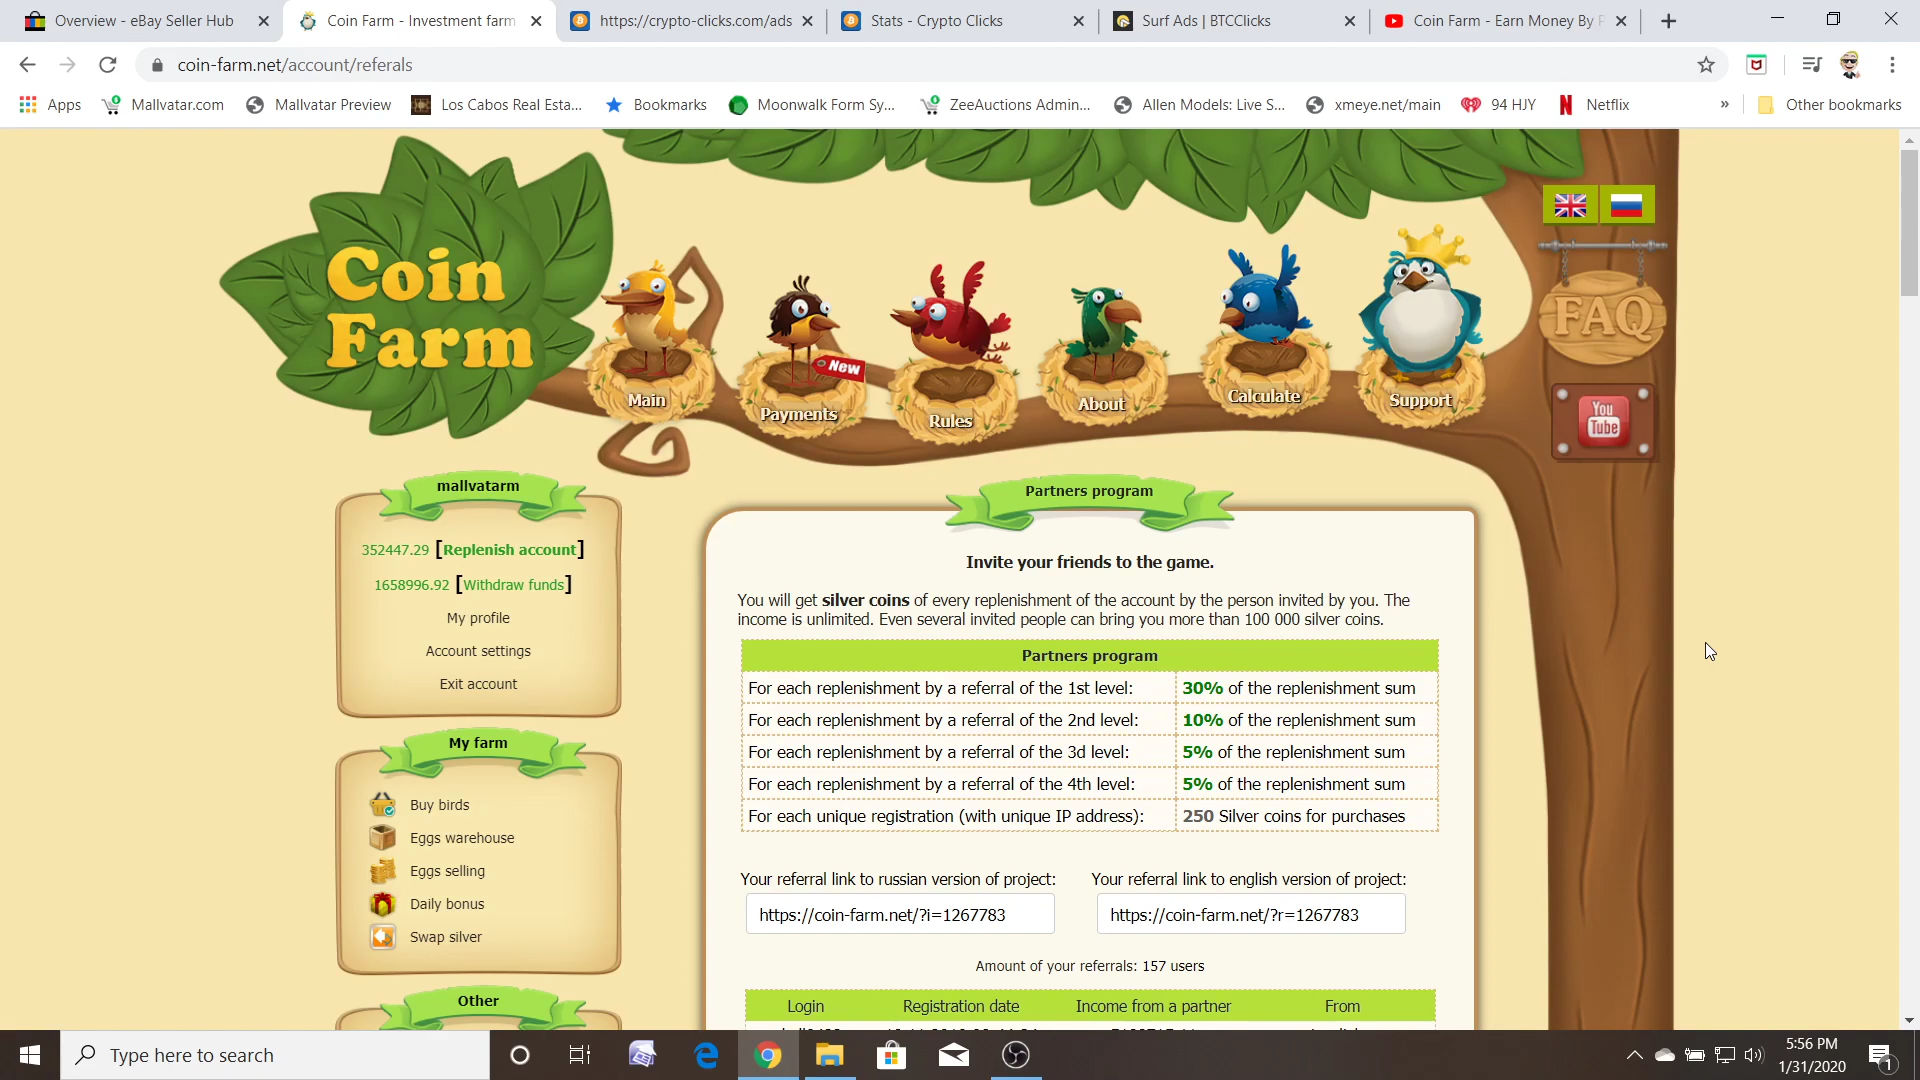 Overview - eBay Seller Hub
Coin Farm - Investment farm
https://crypto-clicks.com/ads
Stats - Crypto Clicks
Surf Ads | BTCClicks
Coin Farm - Earn Money By
coin-farm.net/account/referals
Apps
Mallvatar.com
Mallvatar Preview
Los Cabos Real Esta...
Bookmarks
Moonwalk Form Sy...
ZeeAuctions Admin...
Allen Models: Live S...
xmeye.net/main
94 HJY
Netflix
»
Other bookmarks
Coin
Farm
Main
Payments
New
Rules
About
Calculate
Support
FAQ
You
Tube
mallvatarm
352447.29 [Replenish account]
1658996.92 [Withdraw funds]
My profile
Account settings
Exit account
My farm
Buy birds
Eggs warehouse
Eggs selling
Daily bonus
Swap silver
Other
Partners program
Invite your friends to the game.
You will get silver coins of every replenishment of the account by the person invited by you. The
income is unlimited. Even several invited people can bring you more than 100 000 silver coins.
Partners program
For each replenishment by a referral of the 1st level: 30% of the replenishment sum
For each replenishment by a referral of the 2nd level: 10% of the replenishment sum
For each replenishment by a referral of the 3d level: 5% of the replenishment sum
For each replenishment by a referral of the 4th level: 5% of the replenishment sum
For each unique registration (with unique IP address): 250 Silver coins for purchases
Your referral link to russian version of project:
https://coin-farm.net/?i=1267783
Your referral link to english version of project:
https://coin-farm.net/?r=1267783
Amount of your referrals: 157 users
Login Registration date Income from a partner From
Type here to search
5:56 PM
1/31/2020
1